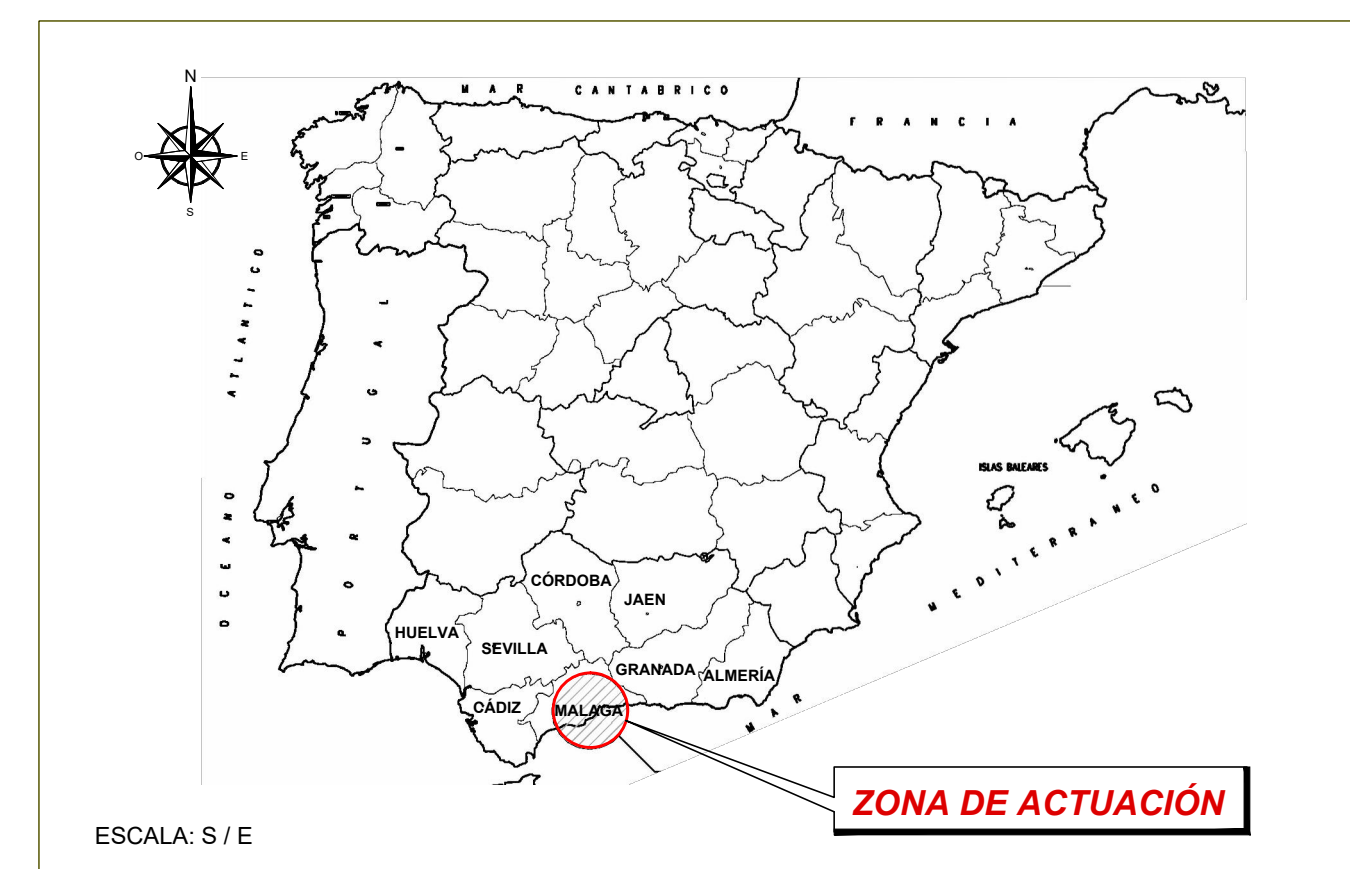 N
MAR CANTABRICO
FRANCIA
O
E
S
OCEANO ATLANTICO
PORTUGAL
ISLAS BALEARES
MAR MEDITERRANEO
CÓRDOBA
JAEN
HUELVA
SEVILLA
GRANADA
ALMERÍA
CÁDIZ
MALAGA
ZONA DE ACTUACIÓN
ESCALA: S / E